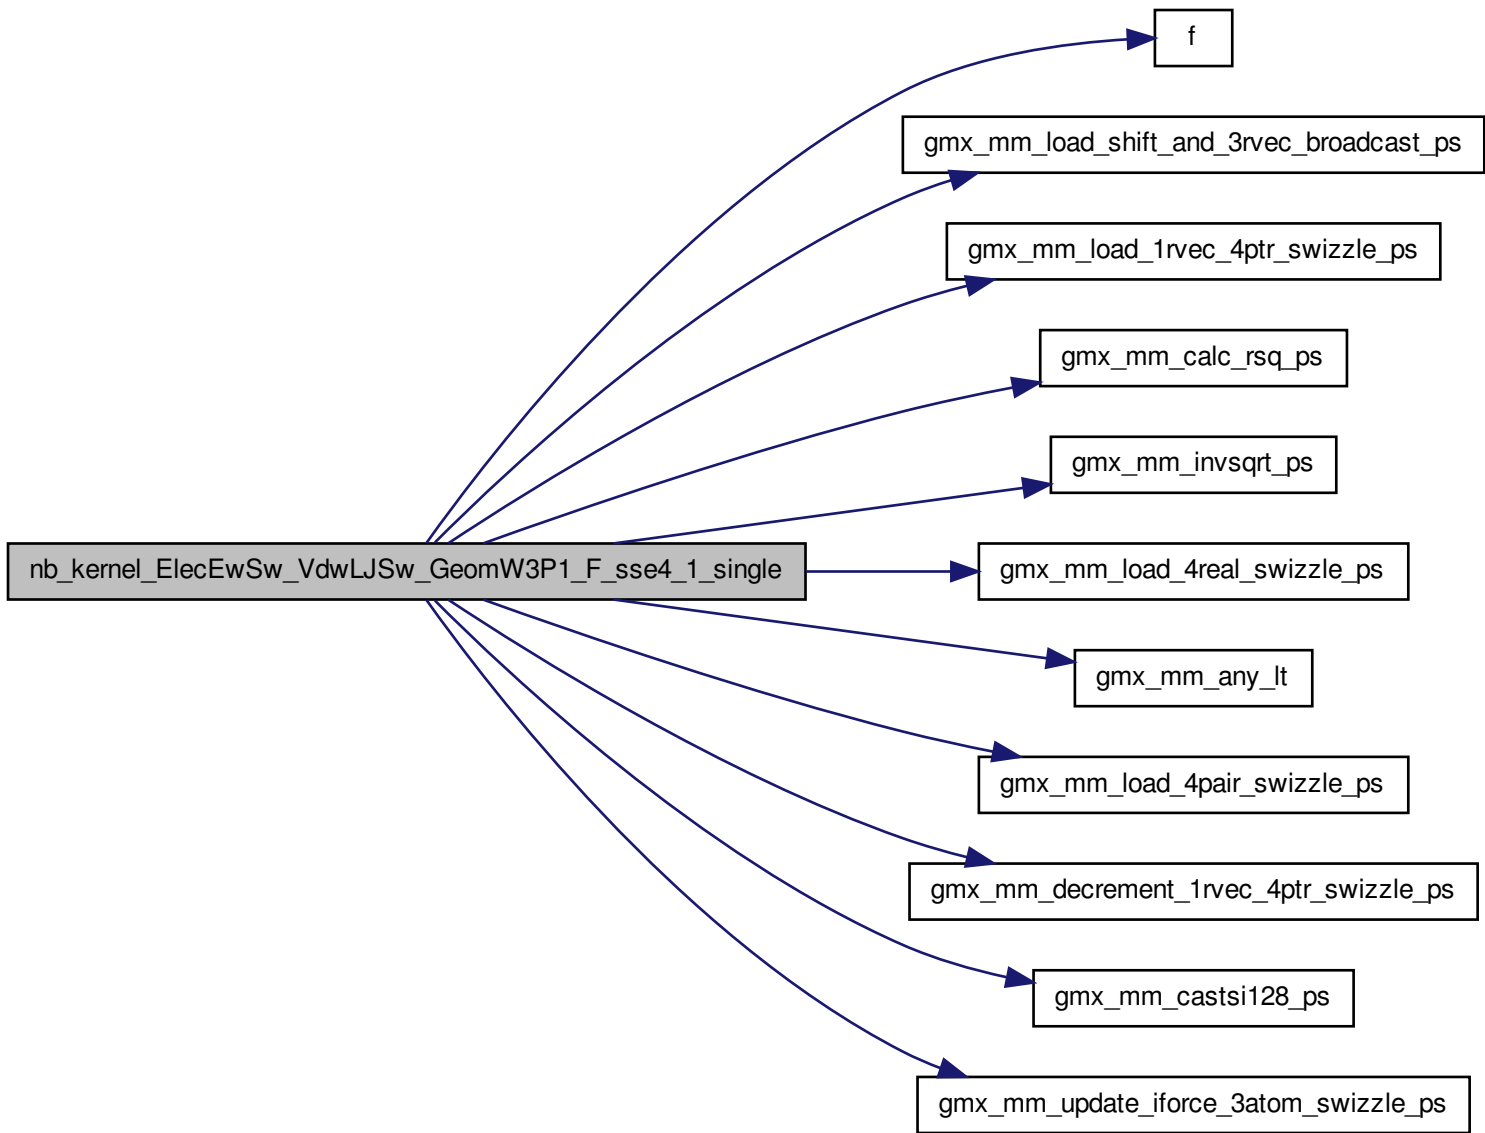 f
gmx_mm_load_shift_and_3rvec_broadcast_ps
gmx_mm_load_1rvec_4ptr_swizzle_ps
gmx_mm_calc_rsq_ps
gmx_mm_invsqrt_ps
nb_kernel_ElecEwSw_VdwLJSw_GeomW3P1_F_sse4_1_single
gmx_mm_load_4real_swizzle_ps
gmx_mm_any_lt
gmx_mm_load_4pair_swizzle_ps
gmx_mm_decrement_1rvec_4ptr_swizzle_ps
gmx_mm_castsi128_ps
gmx_mm_update_iforce_3atom_swizzle_ps